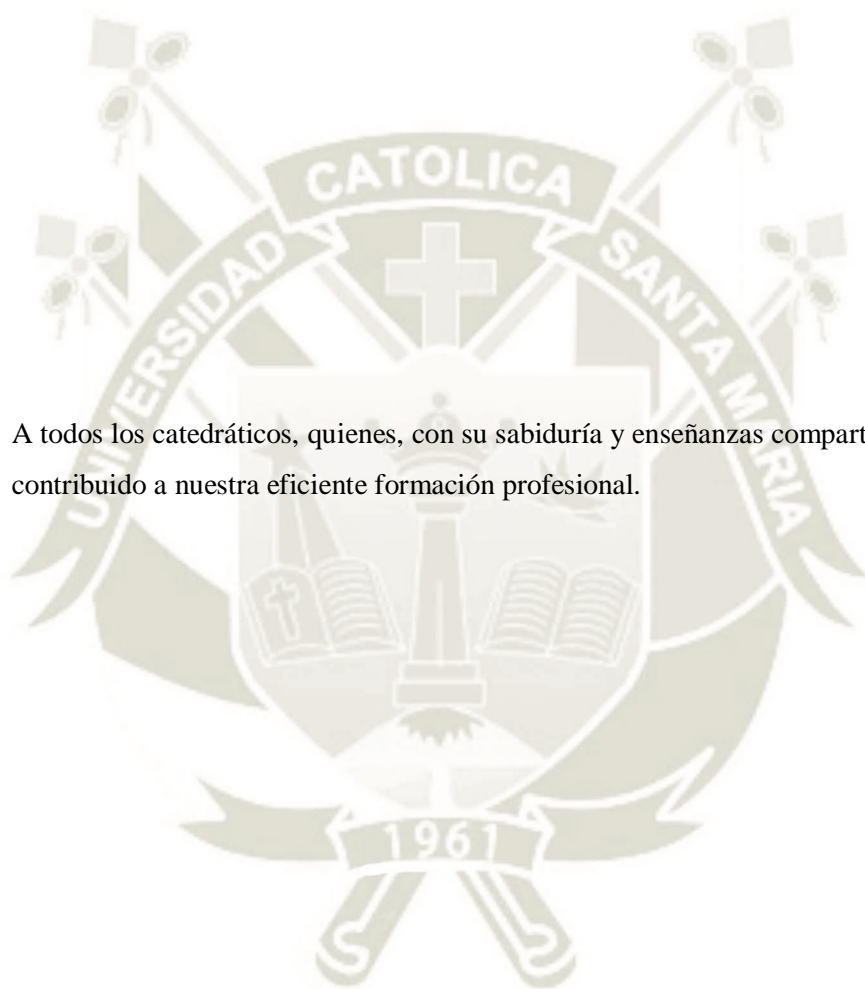 CATOLICA
UNIVERSIDAD
SANTA MARIA
A todos los catedráticos, quienes, con su sabiduría y enseñanzas compart
contribuido a nuestra eficiente formación profesional.
1961